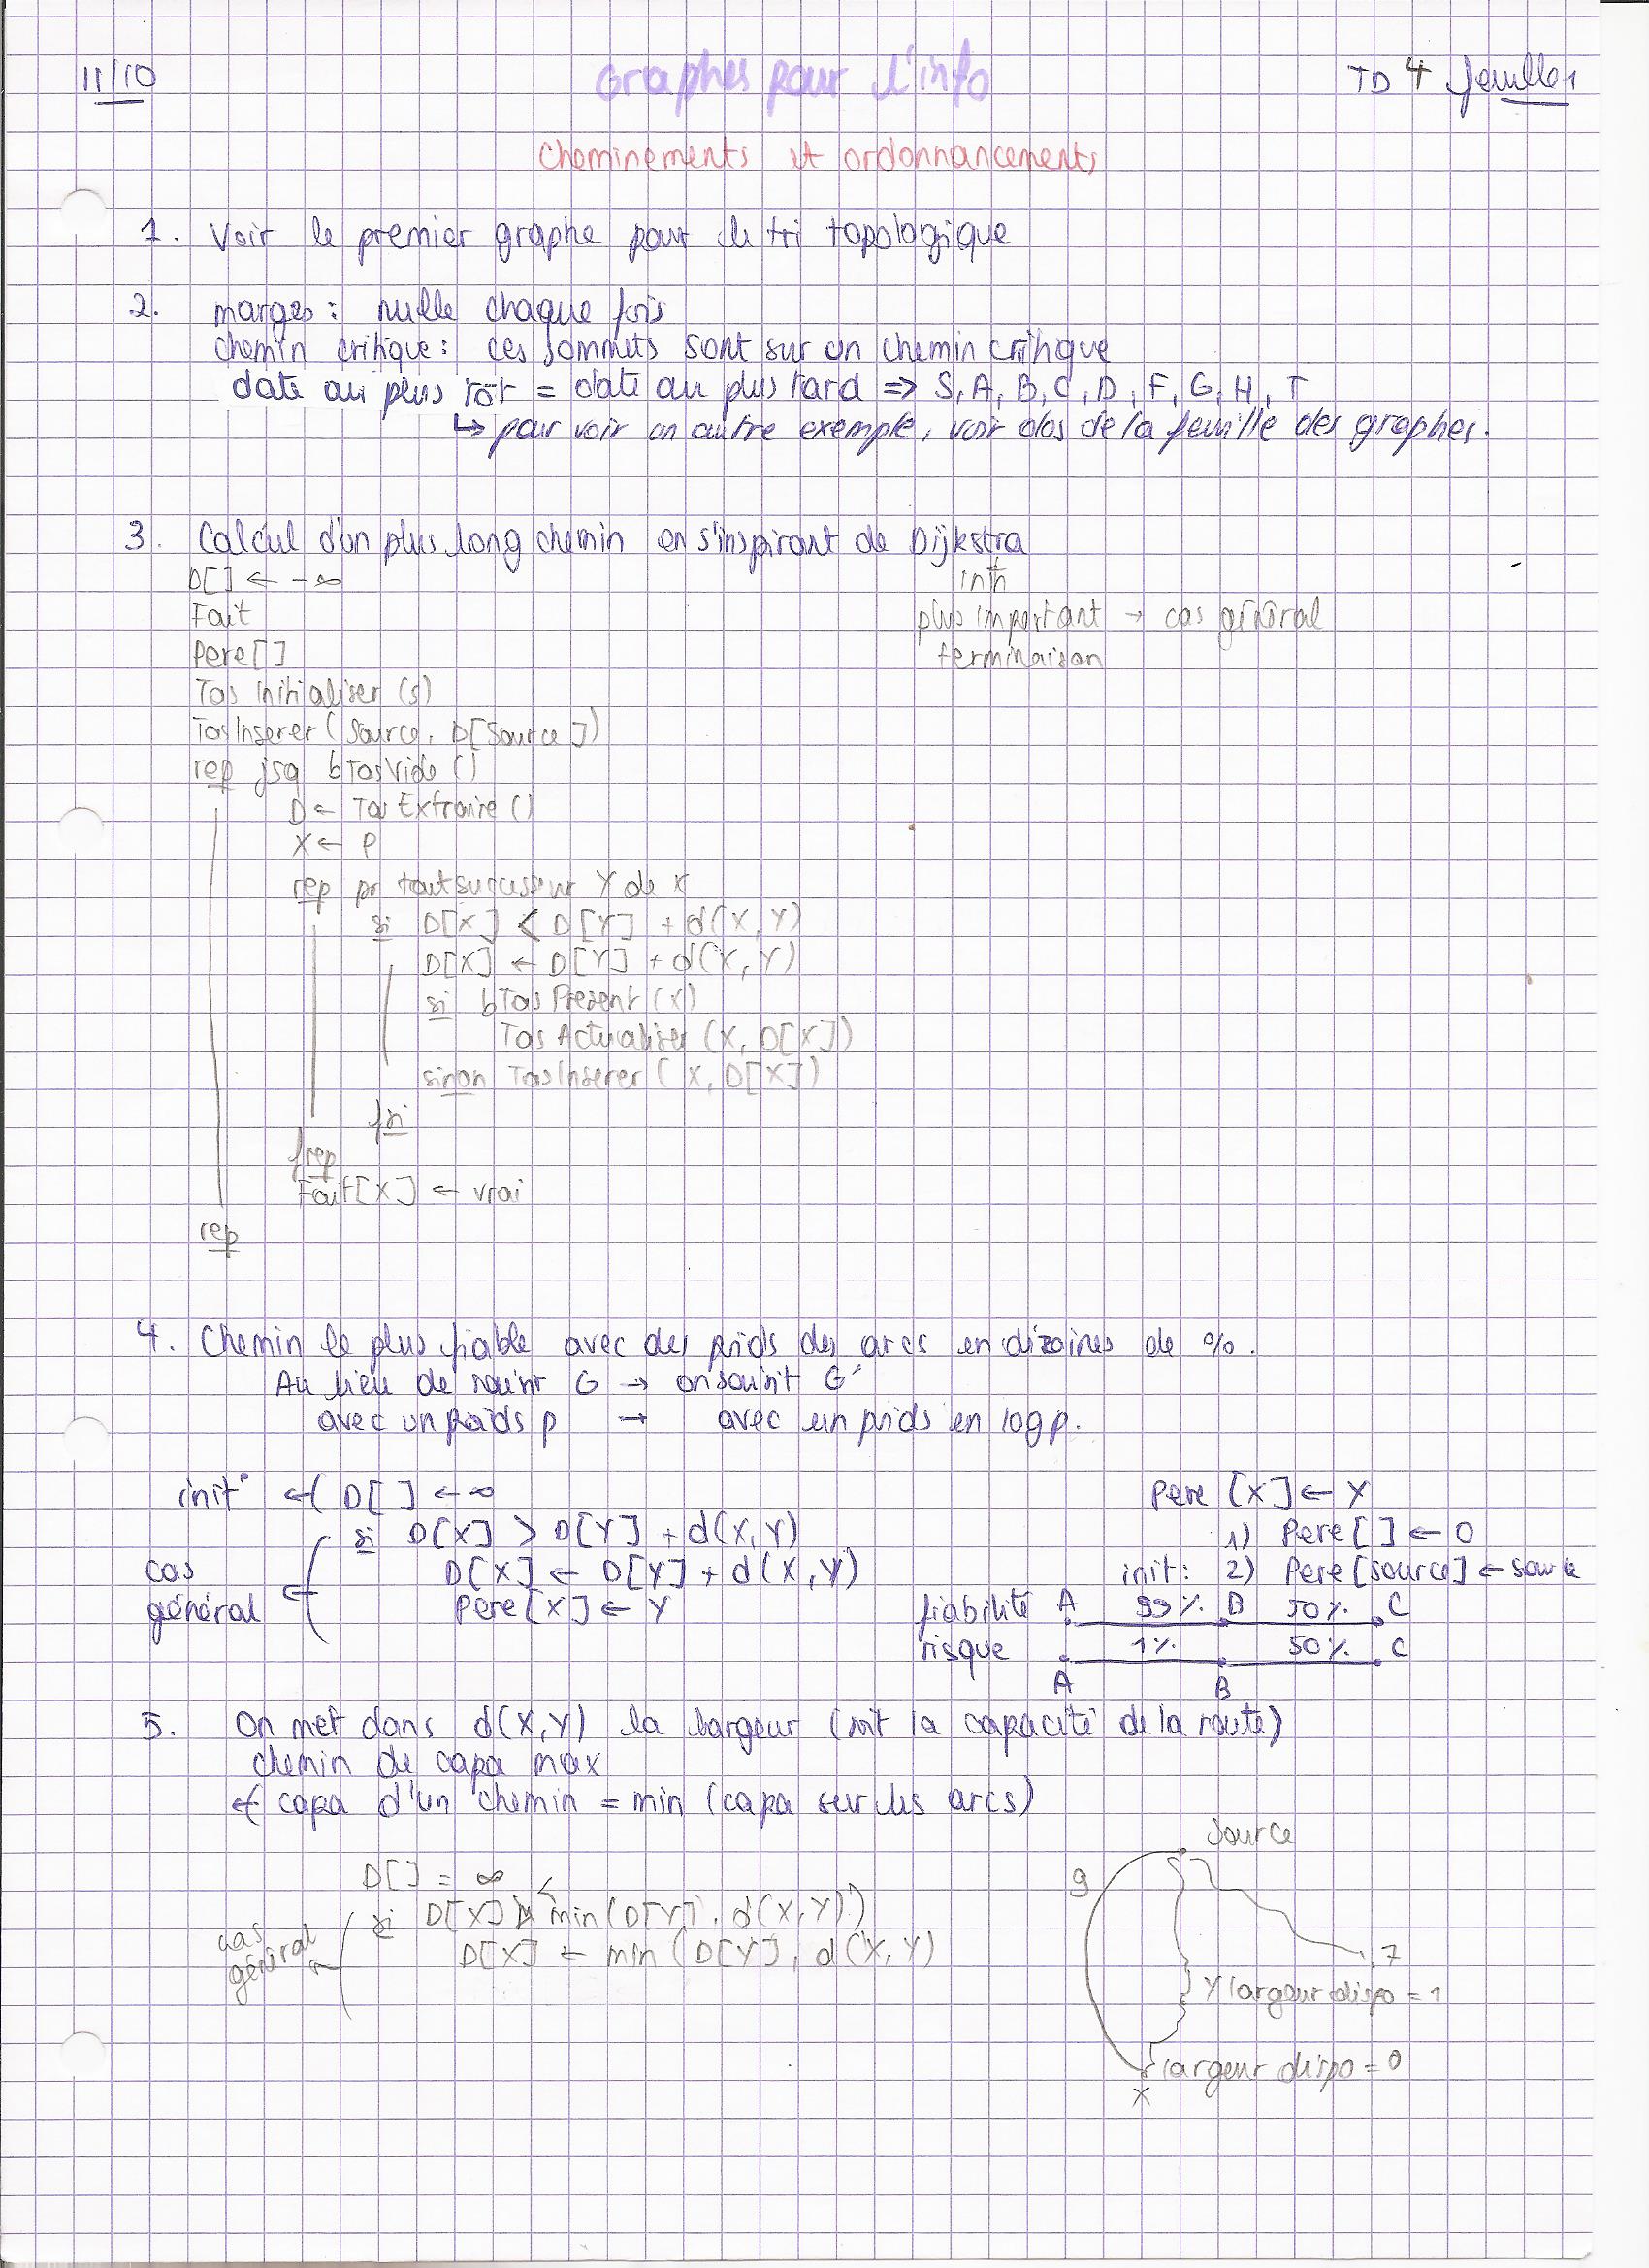 11/10
Graphes pour l'info
TD 4 feuille 1
Cheminements et ordonnancements
1. Voir le premier graphe pour le tri topologique
2. marges : nulle chaque fois
chemin critique : ces sommets sont sur un chemin critique
date au plus tôt = date au plus tard => S, A, B, C, D, F, G, H, T
↳ pour voir un autre exemple, voir dos de la feuille des graphes.
3. Calcul d'un plus long chemin en s'inspirant de Dijkstra
D[] ← -∞
Fait
Pere[]
Tas initialiser (s)
TasInserer (Source, D[Source])
rep jsq bTasVide ()
D ← Tas Extraire ()
X ← P
rep pr tout successeur Y de X
si D[X] < D[Y] + d(X,Y)
D[X] ← D[Y] + d(X,Y)
si bTas Present (X)
Tas Actualiser (X, D[X])
sinon TasInserer (X, D[X])
fsi
frep
Fait[X] ← vrai
rep
init
plus important → cas général
terminaison
4. Chemin le plus fiable avec des poids des arcs en dizaines de %.
Au lieu de G → G'
avec un poids p → avec un poids en log p.
init° ← D[] ← -∞
si D[X] > D[Y] + d(X,Y)
cas général ← D[X] ← D[Y] + d(X,Y)
Pere[X] ← Y
Pere [X] ← Y
1) Pere[] ← 0
init : 2) Pere[source] ← source
fiabilité A 99% B 50% C
risque 1% 50% C
A B
5. On met dans d(X,Y) la largeur (soit la capacité de la route)
chemin de capa max
capa d'un chemin = min (capa sur les arcs)
D[] = ∞
<
cas général ← si D[X] min (D[Y], d(X,Y))
D[X] ← min (D[Y], d(X,Y)
Source
9
7
Y largeur dispo = 1
largeur dispo = 0
X